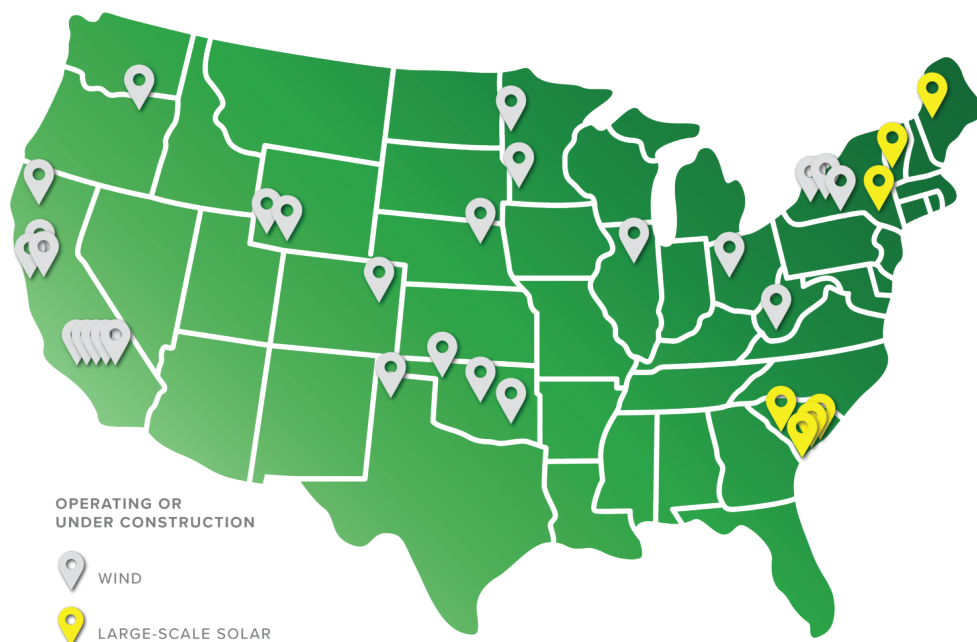 OPERATING OR
UNDER CONSTRUCTION
WIND
LARGE-SCALE SOLAR